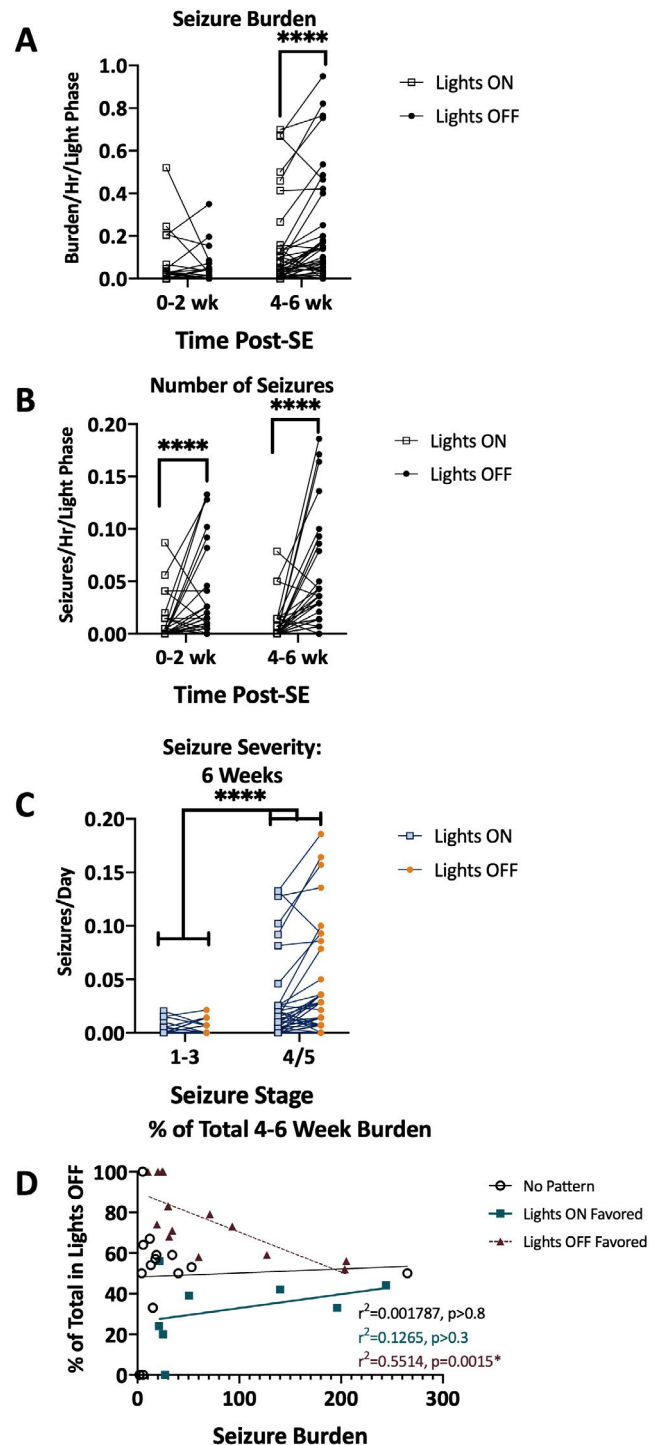 A
Seizure Burden
****
Burden/Hr/Light Phase
1.0
0.8
0.6
0.4
0.2
0.0
0-2 wk
4-6 wk
Time Post-SE
Lights ON
Lights OFF
B
Number of Seizures
****
****
Seizures/Hr/Light Phase
0.20
0.15
0.10
0.05
0.00
0-2 wk
4-6 wk
Time Post-SE
Lights ON
Lights OFF
C
Seizure Severity:
6 Weeks
****
Seizures/Day
0.20
0.15
0.10
0.05
0.00
1-3
4/5
Seizure Stage
Lights ON
Lights OFF
D
% of Total 4-6 Week Burden
% of Total in Lights OFF
100
80
60
40
20
0
0
100
200
300
Seizure Burden
r²=0.001787, p>0.8
r²=0.1265, p>0.3
r²=0.5514, p=0.0015*
No Pattern
Lights ON Favored
Lights OFF Favored